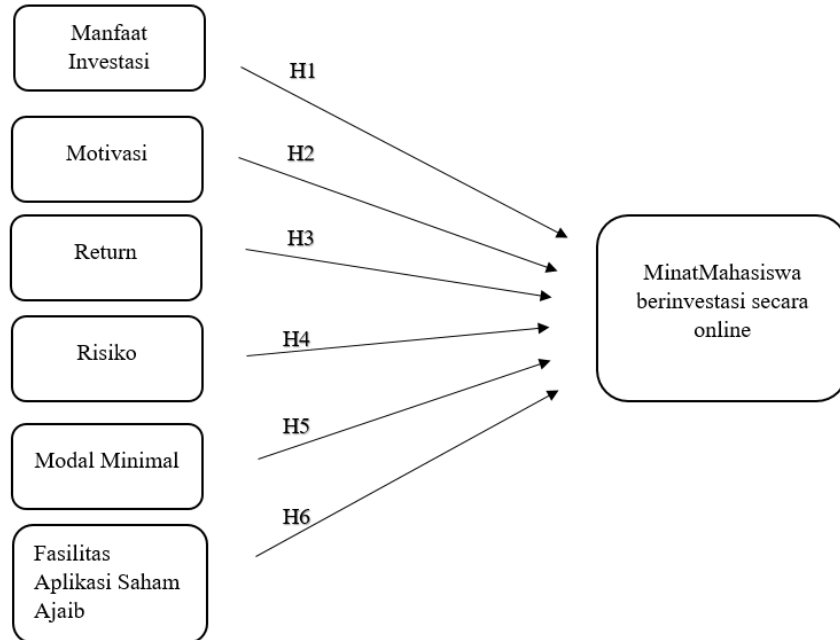 Manfaat
Investasi
H1
Motivasi
H2
Return
H3
Risiko
H4
Modal Minimal
H5
Fasilitas
Aplikasi Saham
Ajaib
H6
MinatMahasiswa
berinvestasi secara
online